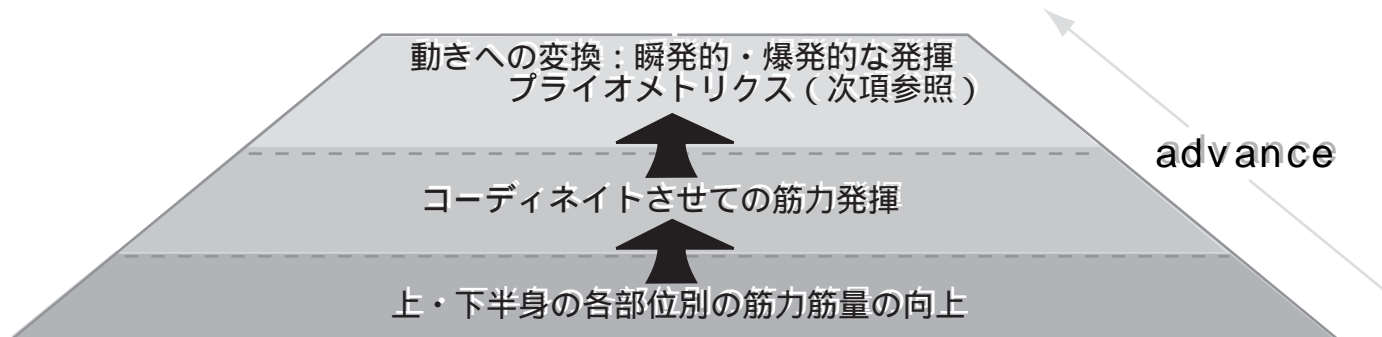 動きへの変換：瞬発的・爆発的な発揮
プライオメトリクス（次項参照）
advance
コーディネイトさせての筋力発揮
上・下半身の各部位別の筋力筋量の向上